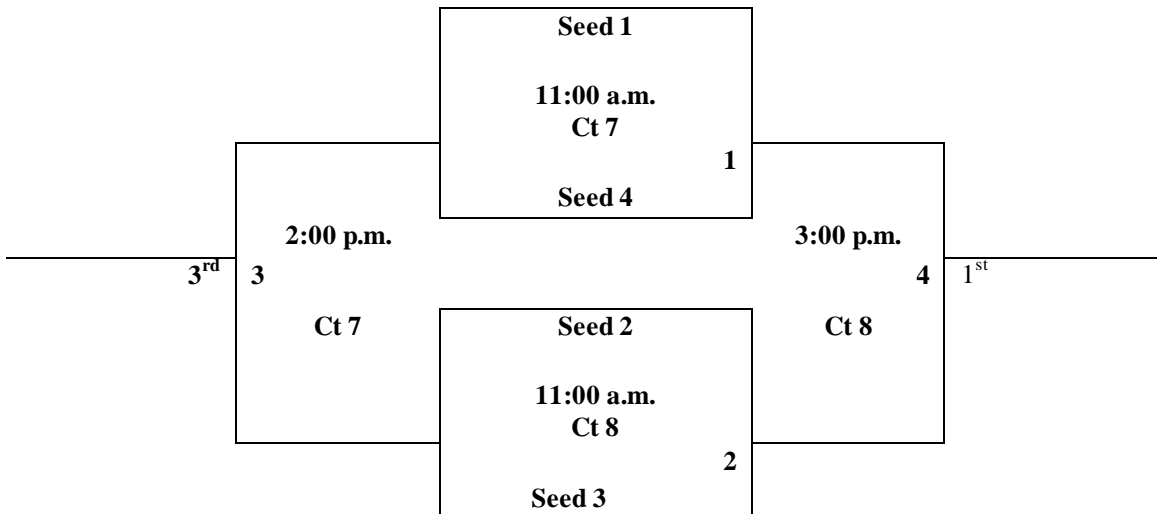 Seed 1
11:00 a.m.
Ct 7
1
Seed 4
2:00 p.m.
3:00 p.m.
3rd
3
4
1st
Ct 7
Seed 2
Ct 8
11:00 a.m.
Ct 8
2
Seed 3